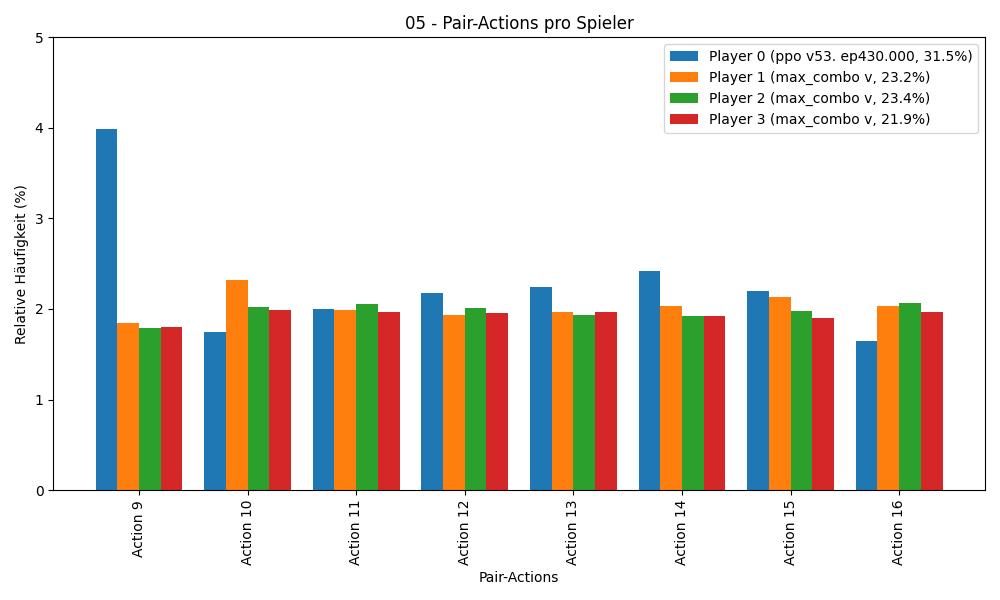 05 - Pair-Actions pro Spieler
Player 0 (ppo v53. ep430.000, 31.5%)
Player 1 (max_combo v, 23.2%)
Player 2 (max_combo v, 23.4%)
Player 3 (max_combo v, 21.9%)
Relative Häufigkeit (%)
5
4
3
2
1
0
Action 9
Action 10
Action 11
Action 12
Action 13
Action 14
Action 15
Action 16
Pair-Actions